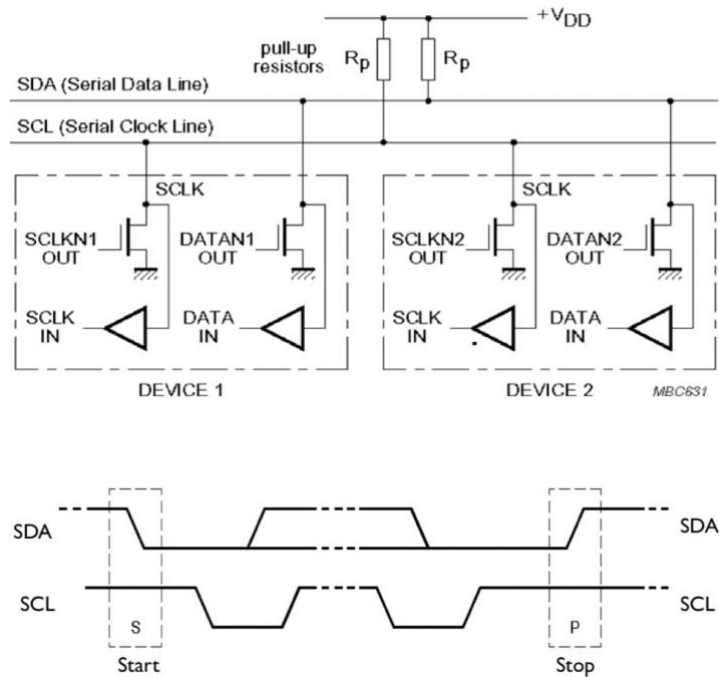 +VDD
pull-up
resistors
Rp
Rp
SDA (Serial Data Line)
SCL (Serial Clock Line)
SCLK
SCLK
SCLKN1
OUT
DATAN1
OUT
SCLKN2
OUT
DATAN2
OUT
SCLK
IN
DATA
IN
SCLK
IN
DATA
IN
DEVICE 1
DEVICE 2
MBC631
SDA
SDA
SCL
SCL
S
P
Start
Stop